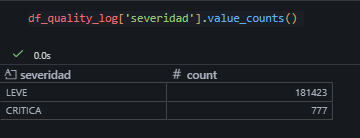 df_quality_log['severidad'].value_counts()
0.0s
severidad # count
LEVE 181423
CRITICA 777